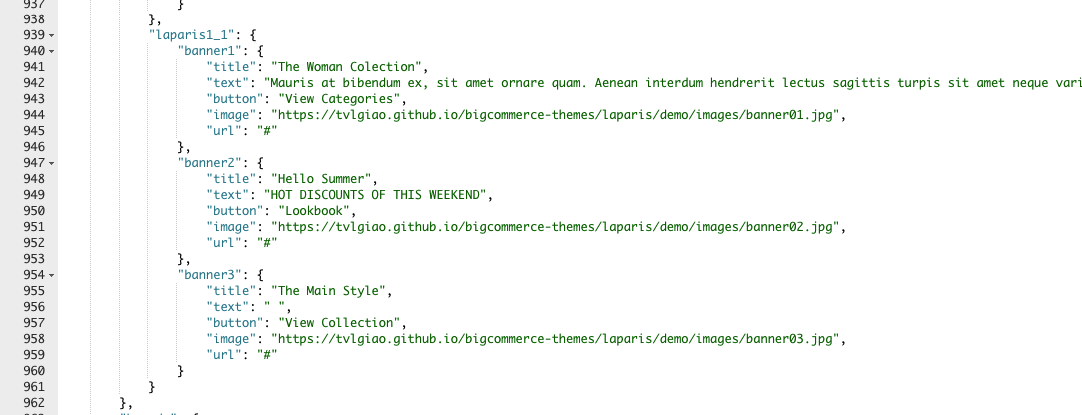 937 }
938 },
939 "laparis1_1": {
940 "banner1": {
941 "title": "The Woman Colection",
942 "text": "Mauris at bibendum ex, sit amet ornare quam. Aenean interdum hendrerit lectus sagittis turpis sit amet neque vari
943 "button": "View Categories",
944 "image": "https://tvlgiao.github.io/bigcommerce-themes/laparis/demo/images/banner01.jpg",
945 "url": "#"
946 },
947 "banner2": {
948 "title": "Hello Summer",
949 "text": "HOT DISCOUNTS OF THIS WEEKEND",
950 "button": "Lookbook",
951 "image": "https://tvlgiao.github.io/bigcommerce-themes/laparis/demo/images/banner02.jpg",
952 "url": "#"
953 },
954 "banner3": {
955 "title": "The Main Style",
956 "text": " ",
957 "button": "View Collection",
958 "image": "https://tvlgiao.github.io/bigcommerce-themes/laparis/demo/images/banner03.jpg",
959 "url": "#"
960 }
961 }
962 },